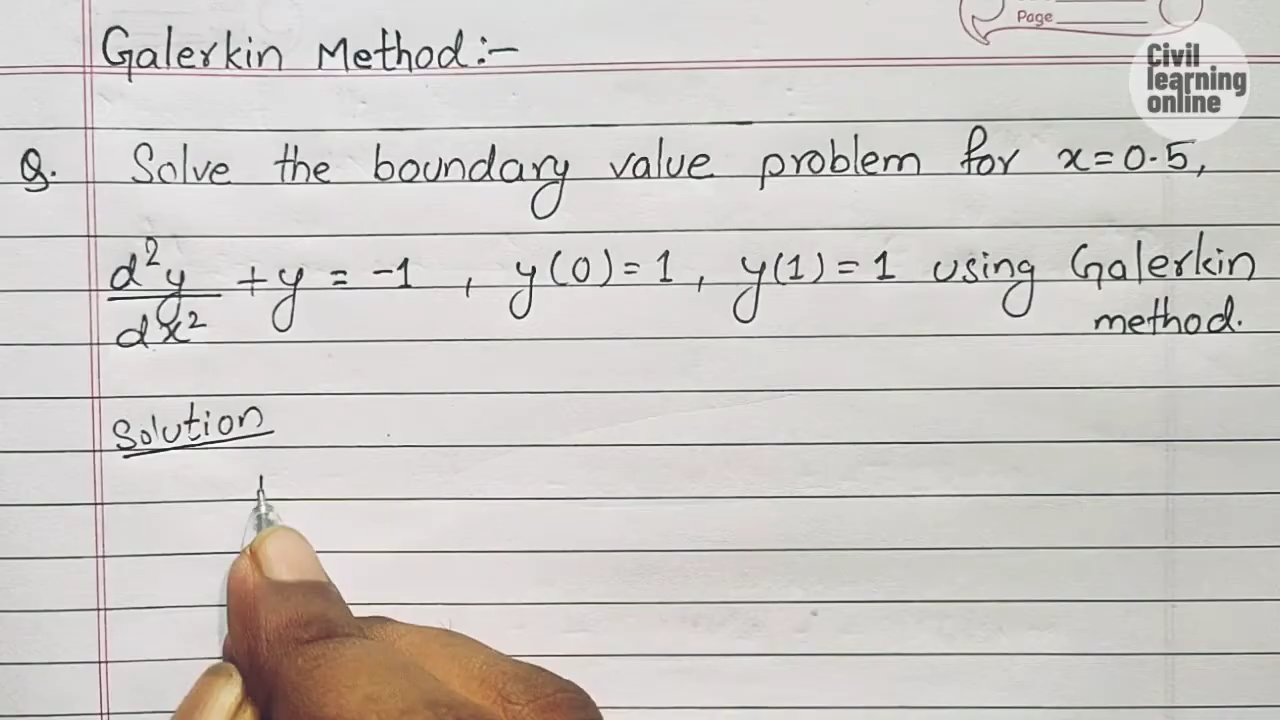 Page
Civil
learning
online
Galerkin Method:-
Q. Solve the boundary value problem for x=0.5,
d²y/dx² + y = -1 , y(0)=1, y(1)=1 using Galerkin
method.
Solution